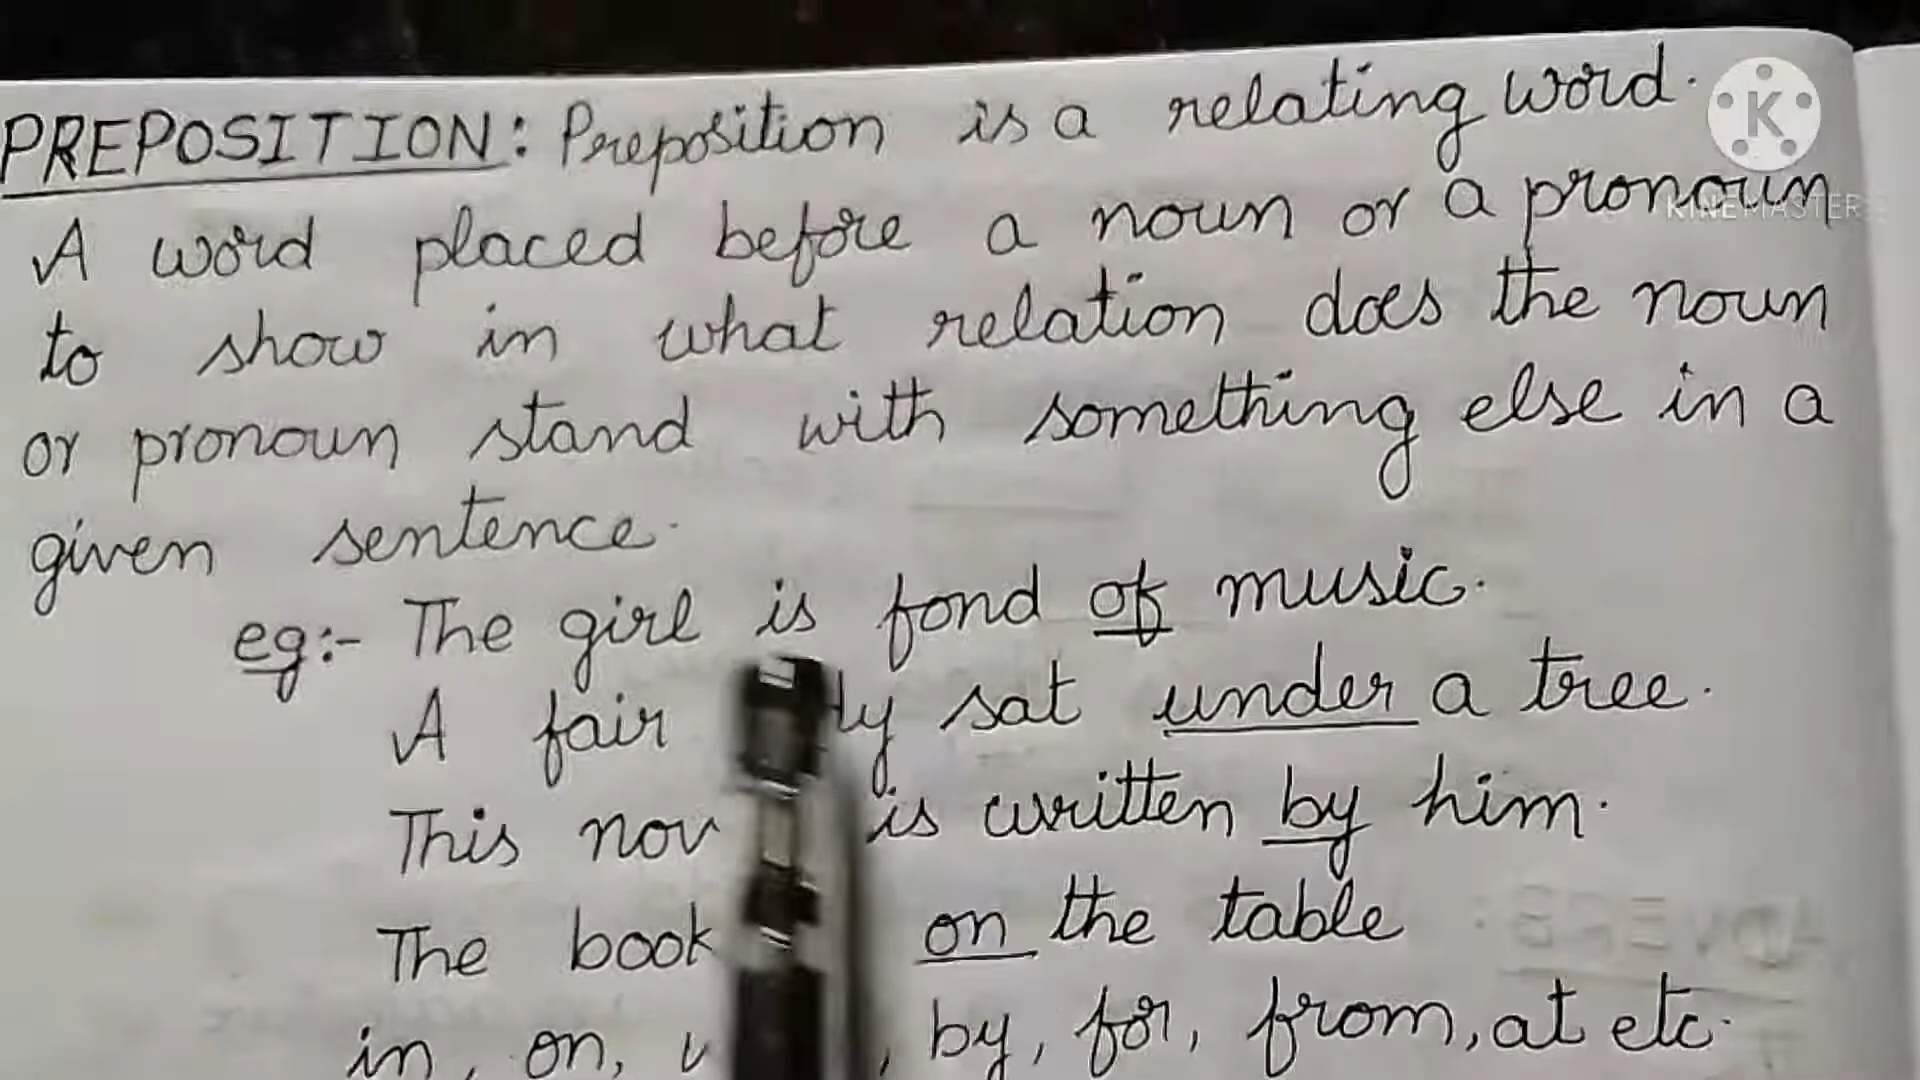 PREPOSITION: Preposition is a relating word.
A word placed before a noun or a pronoun
to show in what relation does the noun
or pronoun stand with something else in a
given sentence.
eg:- The girl is fond of music.
A fair sat under a tree.
This is written by him.
The book on the table
in, on, by, for, from, at etc.
K
KINEMASTER
ADVERB: